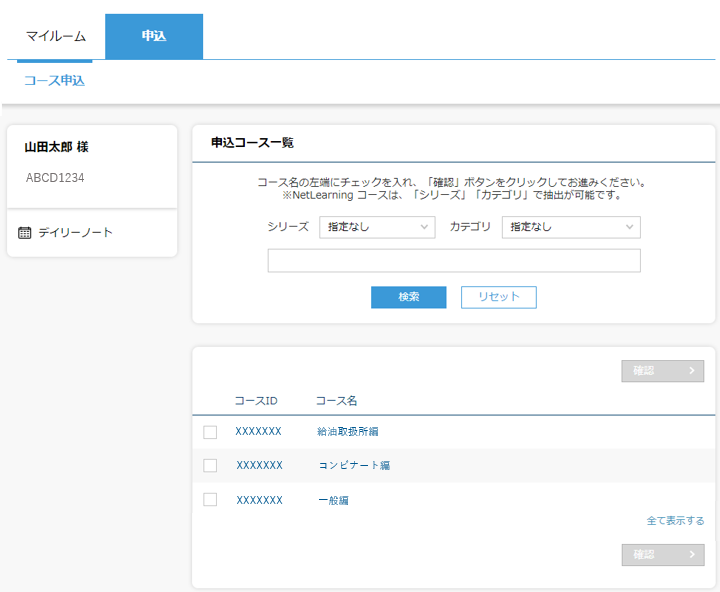 マイルーム 申込
コース申込
山田太郎 様
ABCD1234
デイリーノート
申込コース一覧
コース名の左端にチェックを入れ、「確認」ボタンをクリックしてお進みください。
※NetLearning コースは、「シリーズ」「カテゴリ」で抽出が可能です。
シリーズ 指定なし カテゴリ 指定なし
検索 リセット
確認
コースID コース名
XXXXXXX 給油取扱所編
XXXXXXX コンビナート編
XXXXXXX 一般編
全て表示する
確認